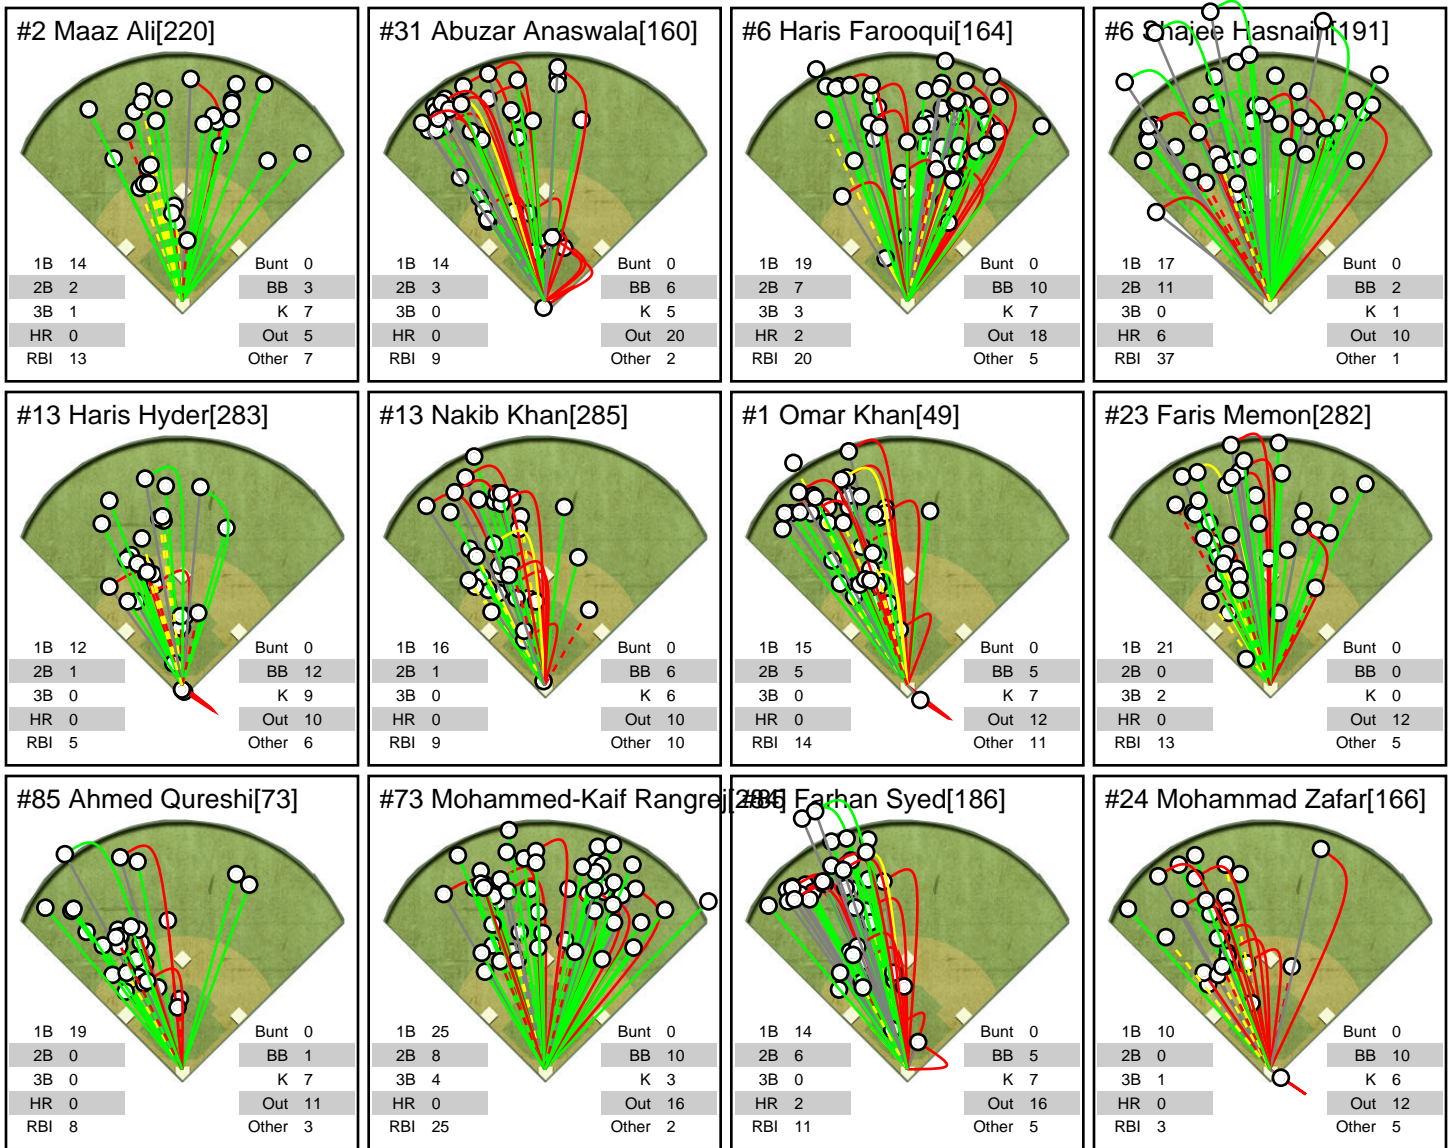 #2 Maaz Ali[220]
1B 14 Bunt 0
2B 2 BB 3
3B 1 K 7
HR 0 Out 5
RBI 13 Other 7
#31 Abuzar Anaswala[160]
1B 14 Bunt 0
2B 3 BB 6
3B 0 K 5
HR 0 Out 20
RBI 9 Other 2
#6 Haris Farooqui[164]
1B 19 Bunt 0
2B 7 BB 10
3B 3 K 7
HR 2 Out 18
RBI 20 Other 5
#6 Shajee Hasnain[191]
1B 17 Bunt 0
2B 11 BB 2
3B 0 K 1
HR 6 Out 10
RBI 37 Other 1
#13 Haris Hyder[283]
1B 12 Bunt 0
2B 1 BB 12
3B 0 K 9
HR 0 Out 10
RBI 5 Other 6
#13 Nakib Khan[285]
1B 16 Bunt 0
2B 1 BB 6
3B 0 K 6
HR 0 Out 10
RBI 9 Other 10
#1 Omar Khan[49]
1B 15 Bunt 0
2B 5 BB 5
3B 0 K 7
HR 0 Out 12
RBI 14 Other 11
#23 Faris Memon[282]
1B 21 Bunt 0
2B 0 BB 0
3B 2 K 0
HR 0 Out 12
RBI 13 Other 5
#85 Ahmed Qureshi[73]
1B 19 Bunt 0
2B 0 BB 1
3B 0 K 7
HR 0 Out 11
RBI 8 Other 3
#73 Mohammed-Kaif Rangrej
1B 25 Bunt 0
2B 8 BB 10
3B 4 K 3
HR 0 Out 16
RBI 25 Other 2
Farhan Syed[186]
1B 14 Bunt 0
2B 6 BB 5
3B 0 K 7
HR 2 Out 16
RBI 11 Other 5
#24 Mohammad Zafar[166]
1B 10 Bunt 0
2B 0 BB 10
3B 1 K 6
HR 0 Out 12
RBI 3 Other 5